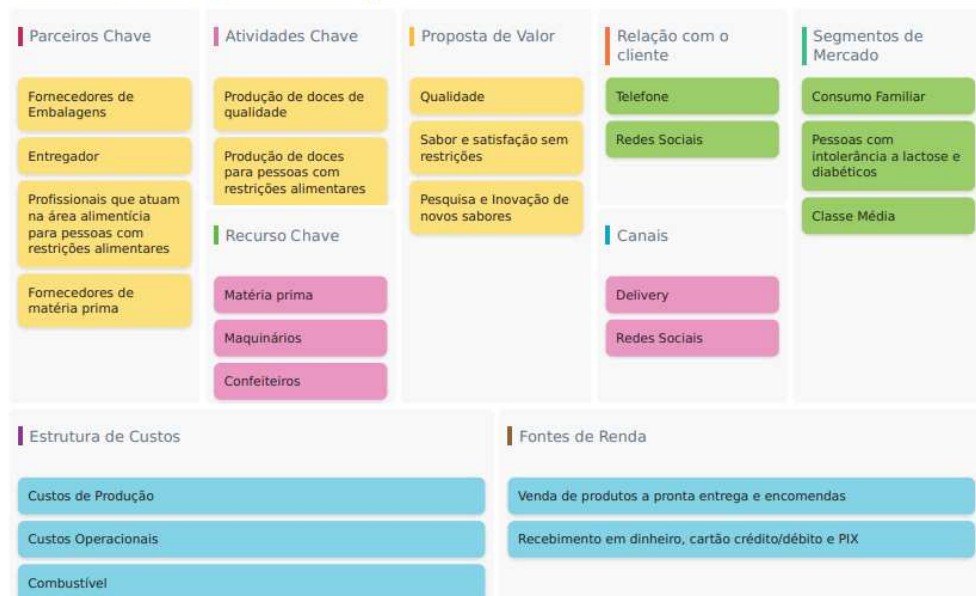 Parceiros Chave
Fornecedores de
Embalagens
Entregador
Profissionais que atuam
na área alimentícia
para pessoas com
restrições alimentares
Fornecedores de
matéria prima
Atividades Chave
Produção de doces de
qualidade
Produção de doces
para pessoas com
restrições alimentares
Recurso Chave
Matéria prima
Maquinários
Confeiteiros
Proposta de Valor
Qualidade
Sabor e satisfação sem
restrições
Pesquisa e Inovação de
novos sabores
Relação com o
cliente
Telefone
Redes Sociais
Canais
Delivery
Redes Sociais
Segmentos de
Mercado
Consumo Familiar
Pessoas com
intolerância a lactose e
diabéticos
Classe Média
Estrutura de Custos
Custos de Produção
Custos Operacionais
Combustível
Fontes de Renda
Venda de produtos a pronta entrega e encomendas
Recebimento em dinheiro, cartão crédito/débito e PIX